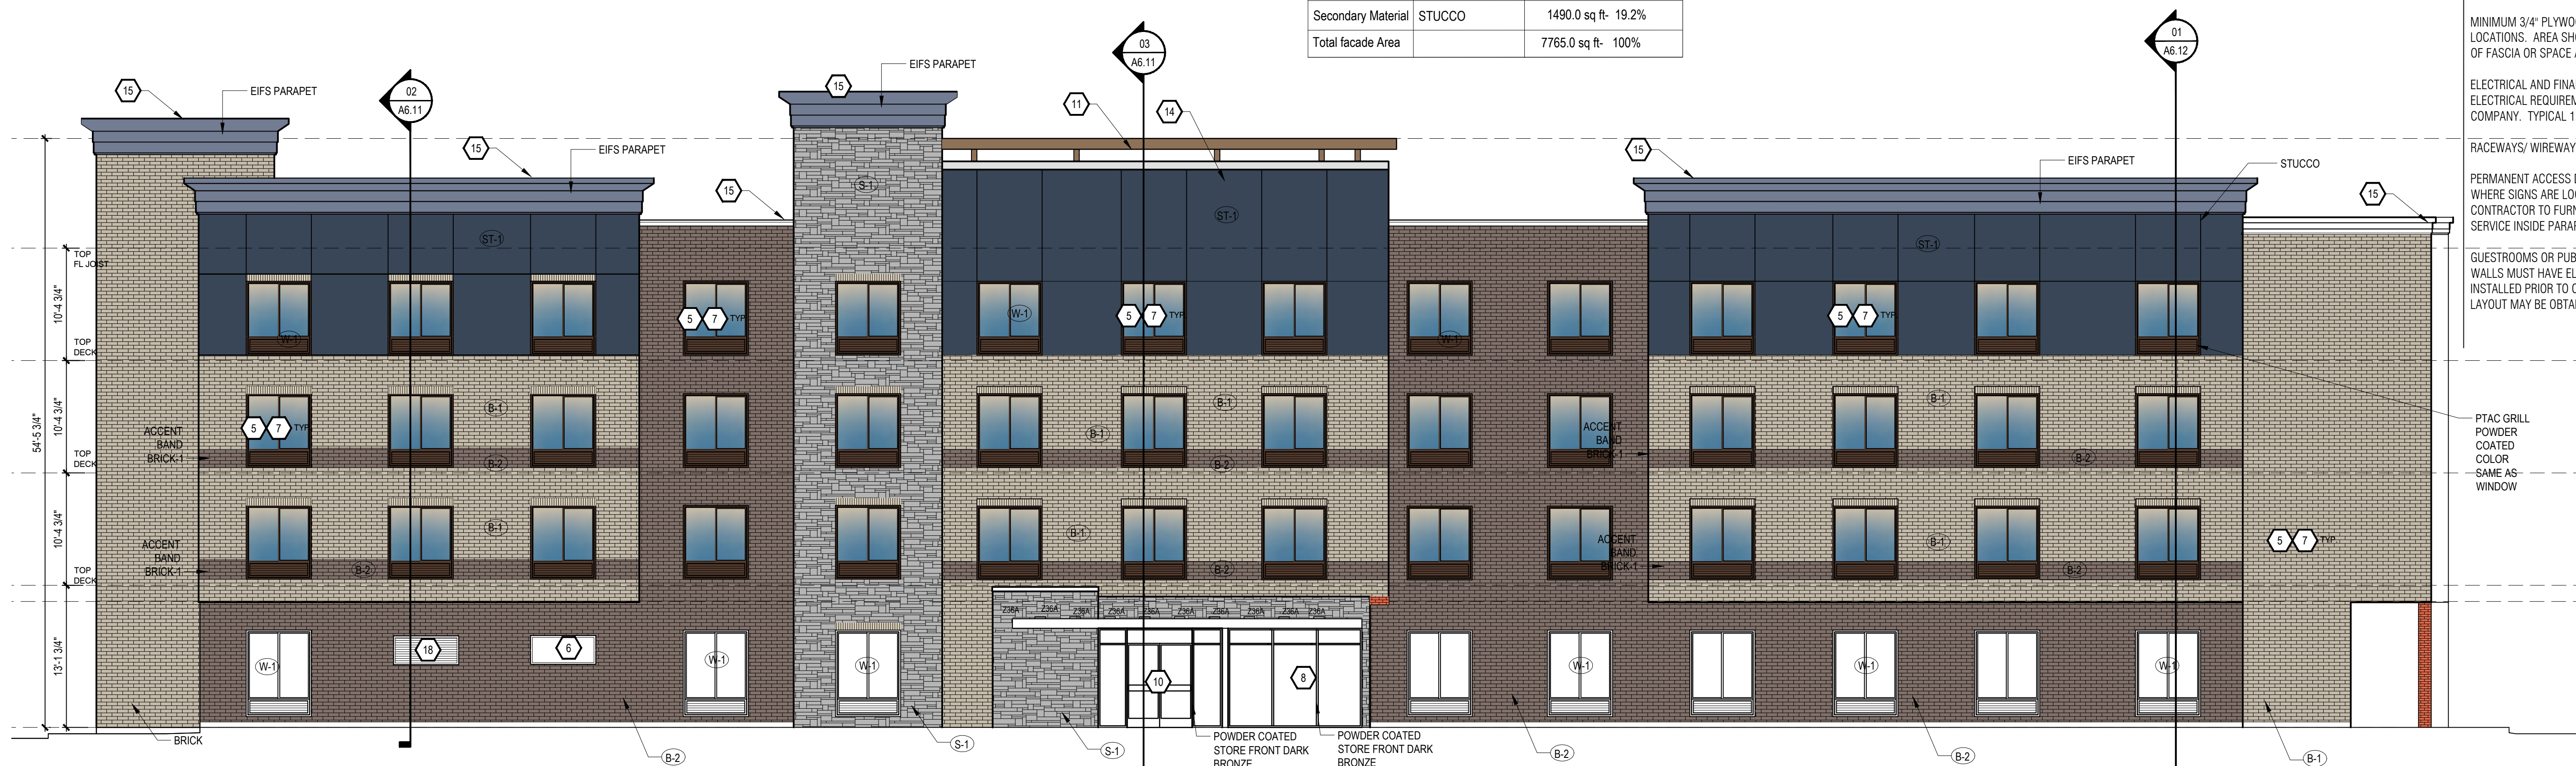 Secondary Material STUCCO 1490.0 sq ft- 19.2%
Total facade Area 7765.0 sq ft- 100%
MINIMUM 3/4" PLYWO
LOCATIONS. AREA SH
OF FASCIA OR SPACE
ELECTRICAL AND FINA
ELECTRICAL REQUIREM
COMPANY. TYPICAL 1
RACEWAYS/ WIREWAY
PERMANENT ACCESS
WHERE SIGNS ARE LO
CONTRACTOR TO FURN
SERVICE INSIDE PARA
GUESTROOMS OR PUB
WALLS MUST HAVE EL
INSTALLED PRIOR TO
LAYOUT MAY BE OBTA
02
A6.11
03
A6.11
01
A6.12
15
EIFS PARAPET
15
EIFS PARAPET
15
15
EIFS PARAPET
11
14
15
EIFS PARAPET
STUCCO
15
S-1
ST-1
ST-1
ST-1
TOP
FL JOIST
10'-4 3/4"
TOP
DECK
54'-5 3/4"
10'-4 3/4"
TOP
DECK
10'-4 3/4"
TOP
DECK
13'-1 3/4"
W-1
5 7 TYP
W-1
5 7 TYP
W-1
5 7 TYP
B-1
5 7 TYP
ACCENT
BAND
BRICK-1
B-2
B-1
B-1
B-2
ACCENT
BAND
BRICK-1
B-1
B-2
PTAC GRILL
POWDER
COATED
COLOR
SAME AS
WINDOW
B-1
ACCENT
BAND
BRICK-1
B-2
B-1
B-2
ACCENT
BAND
BRICK-1
B-1
B-2
5 7 TYP
Z36A Z36A Z36A Z36A Z36A Z36A Z36A Z36A Z36A
W-1
18
6
W-1
W-1
10
8
W-1
W-1
W-1
BRICK
B-2
S-1
S-1
POWDER COATED
STORE FRONT DARK
BRONZE
POWDER COATED
STORE FRONT DARK
BRONZE
B-2
B-2
B-1